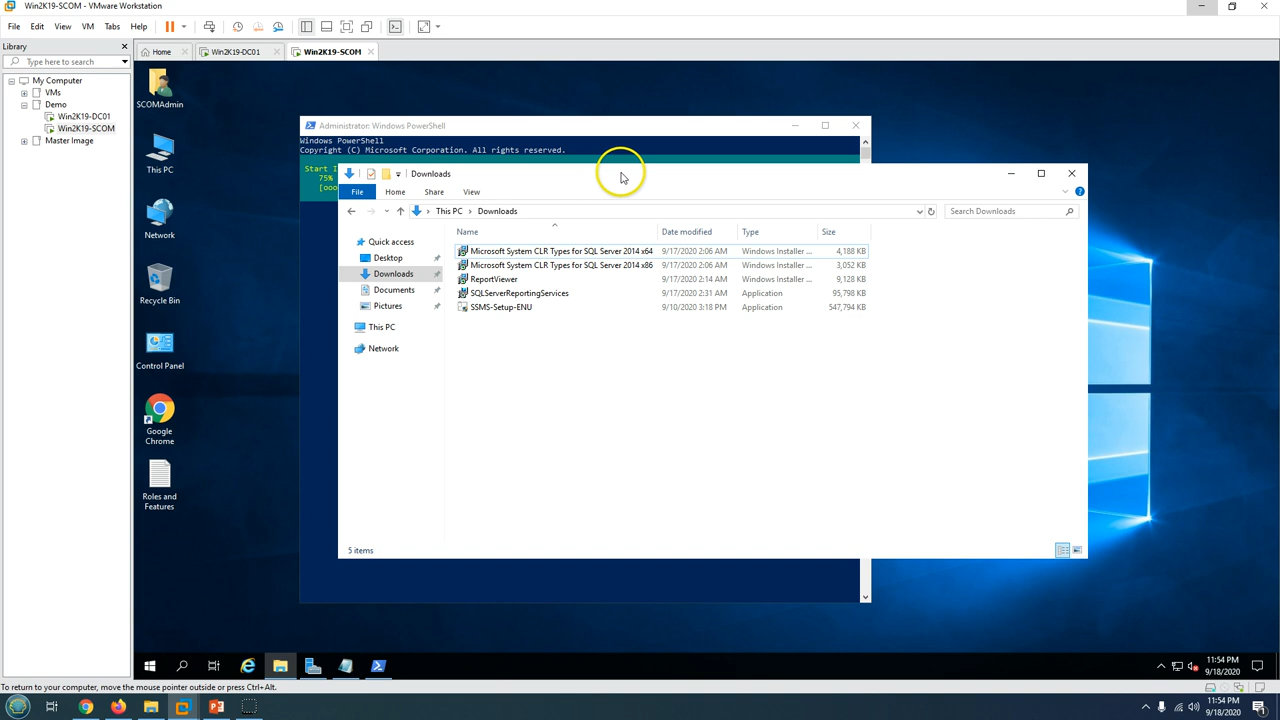 Win2K19-SCOM - VMware Workstation
File Edit View VM Tabs Help
Library
Type here to search
My Computer
VMs
Demo
Win2K19-DC01
Win2K19-SCOM
Master Image
Home
Win2K19-DC01
Win2K19-SCOM
SCOMAdmin
This PC
Network
Recycle Bin
Control Panel
Google
Chrome
Roles and
Features
Administrator: Windows PowerShell
Windows PowerShell
Copyright (C) Microsoft Corporation. All rights reserved.
Start I
75%
[ooo
Downloads
File Home Share View
This PC > Downloads
Search Downloads
Quick access
Desktop
Downloads
Documents
Pictures
This PC
Network
Name Date modified Type Size
Microsoft System CLR Types for SQL Server 2014 x64 9/17/2020 2:06 AM Windows Installer ... 4,188 KB
Microsoft System CLR Types for SQL Server 2014 x86 9/17/2020 2:06 AM Windows Installer ... 3,052 KB
ReportViewer 9/17/2020 2:14 AM Windows Installer ... 9,128 KB
SQLServerReportingServices 9/17/2020 2:31 AM Application 95,798 KB
SSMS-Setup-ENU 9/10/2020 3:18 PM Application 547,794 KB
5 items
11:54 PM
9/18/2020
To return to your computer, move the mouse pointer outside or press Ctrl+Alt.
11:54 PM
9/18/2020